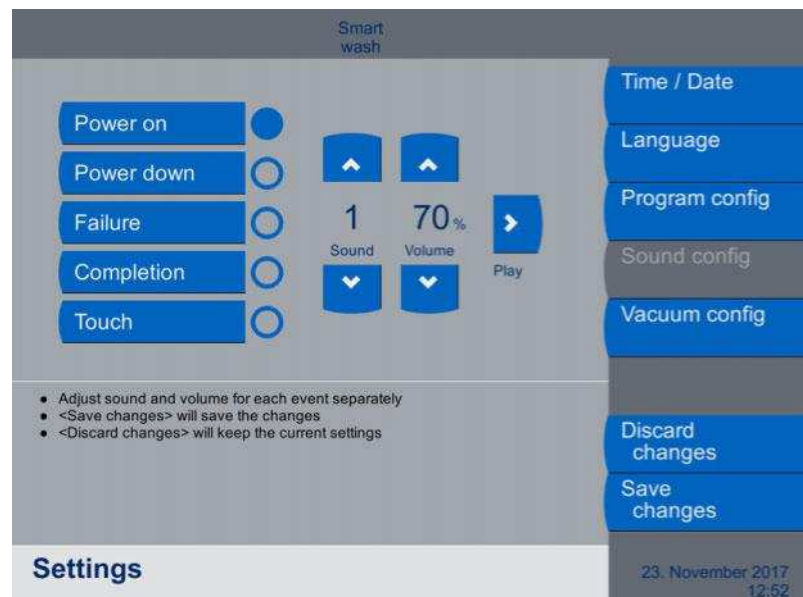 Smart
wash
Power on
Power down
Failure
Completion
Touch
1
Sound
70 %
Volume
Play
Time / Date
Language
Program config
Sound config
Vacuum config
● Adjust sound and volume for each event separately
● <Save changes> will save the changes
● <Discard changes> will keep the current settings
Discard
changes
Save
changes
Settings
23. November 2017
12:52